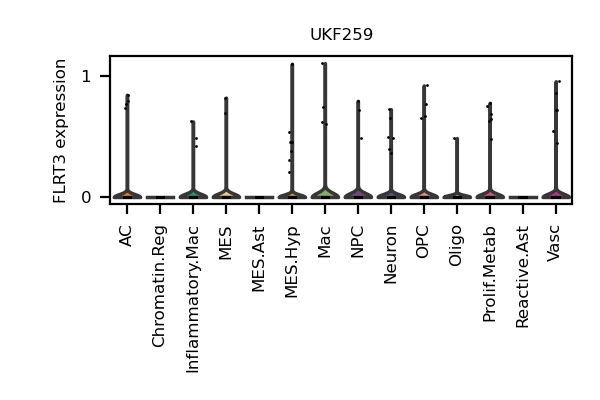 UKF259
FLRT3 expression
1
0
AC
Chromatin.Reg
Inflammatory.Mac
MES
MES.Ast
MES.Hyp
Mac
NPC
Neuron
OPC
Oligo
Prolif.Metab
Reactive.Ast
Vasc